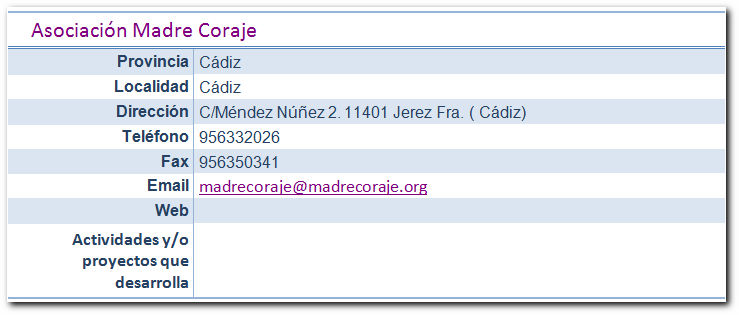 Asociación Madre Coraje
Provincia Cádiz
Localidad Cádiz
Dirección C/Méndez Núñez 2. 11401 Jerez Fra. ( Cádiz)
Teléfono 956332026
Fax 956350341
Email madrecoraje@madrecoraje.org
Web
Actividades y/o
proyectos que
desarrolla